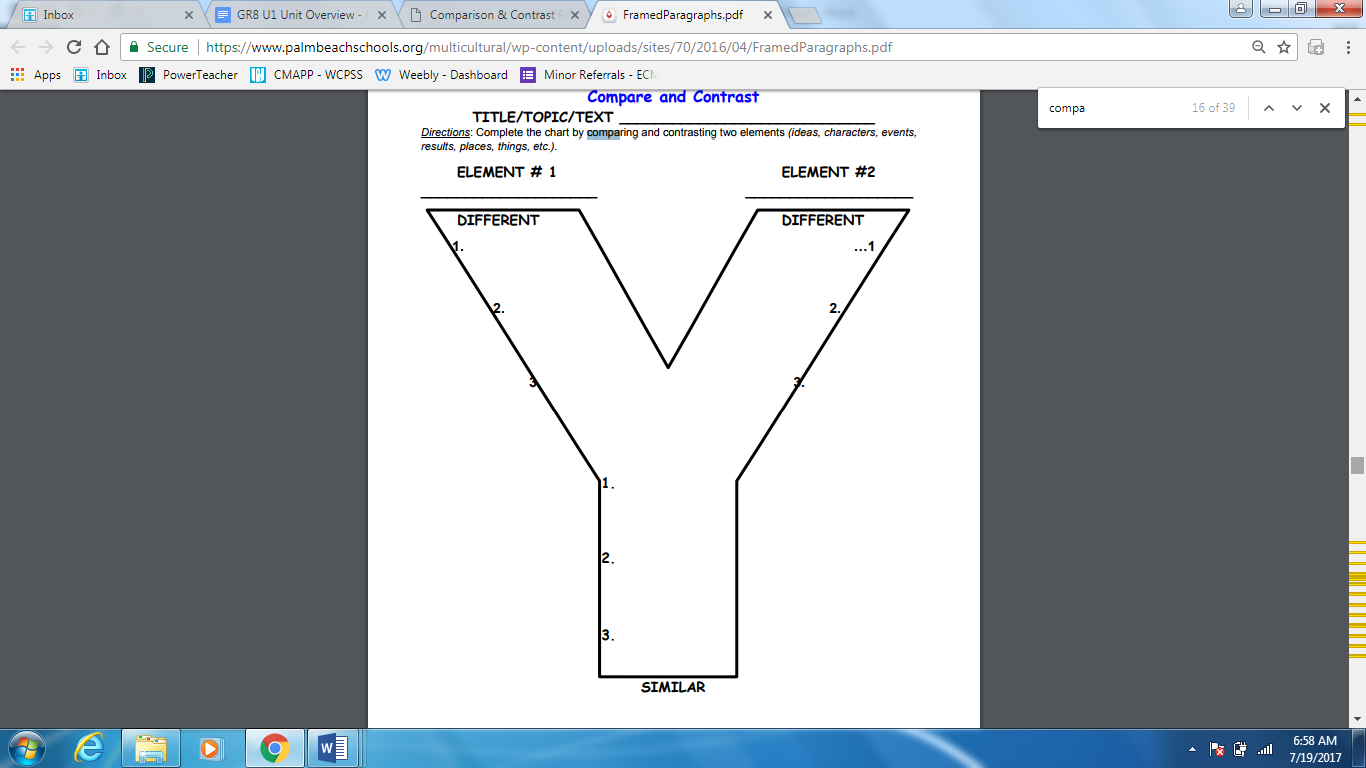 Inbox
GR8 U1 Unit Overview -
Comparison & Contrast
FramedParagraphs.pdf
Secure
https://www.palmbeachschools.org/multicultural/wp-content/uploads/sites/70/2016/04/FramedParagraphs.pdf
Apps
Inbox
PowerTeacher
CMAPP - WCPSS
Weebly - Dashboard
Minor Referrals - ECM
compa
16 of 39
Compare and Contrast
TITLE/TOPIC/TEXT ____________________________
Directions: Complete the chart by comparing and contrasting two elements (ideas, characters, events,
results, places, things, etc.).
ELEMENT # 1
ELEMENT #2
DIFFERENT
DIFFERENT
1.
...1
2.
2.
3
3.
1.
2.
3.
SIMILAR
6:58 AM
7/19/2017